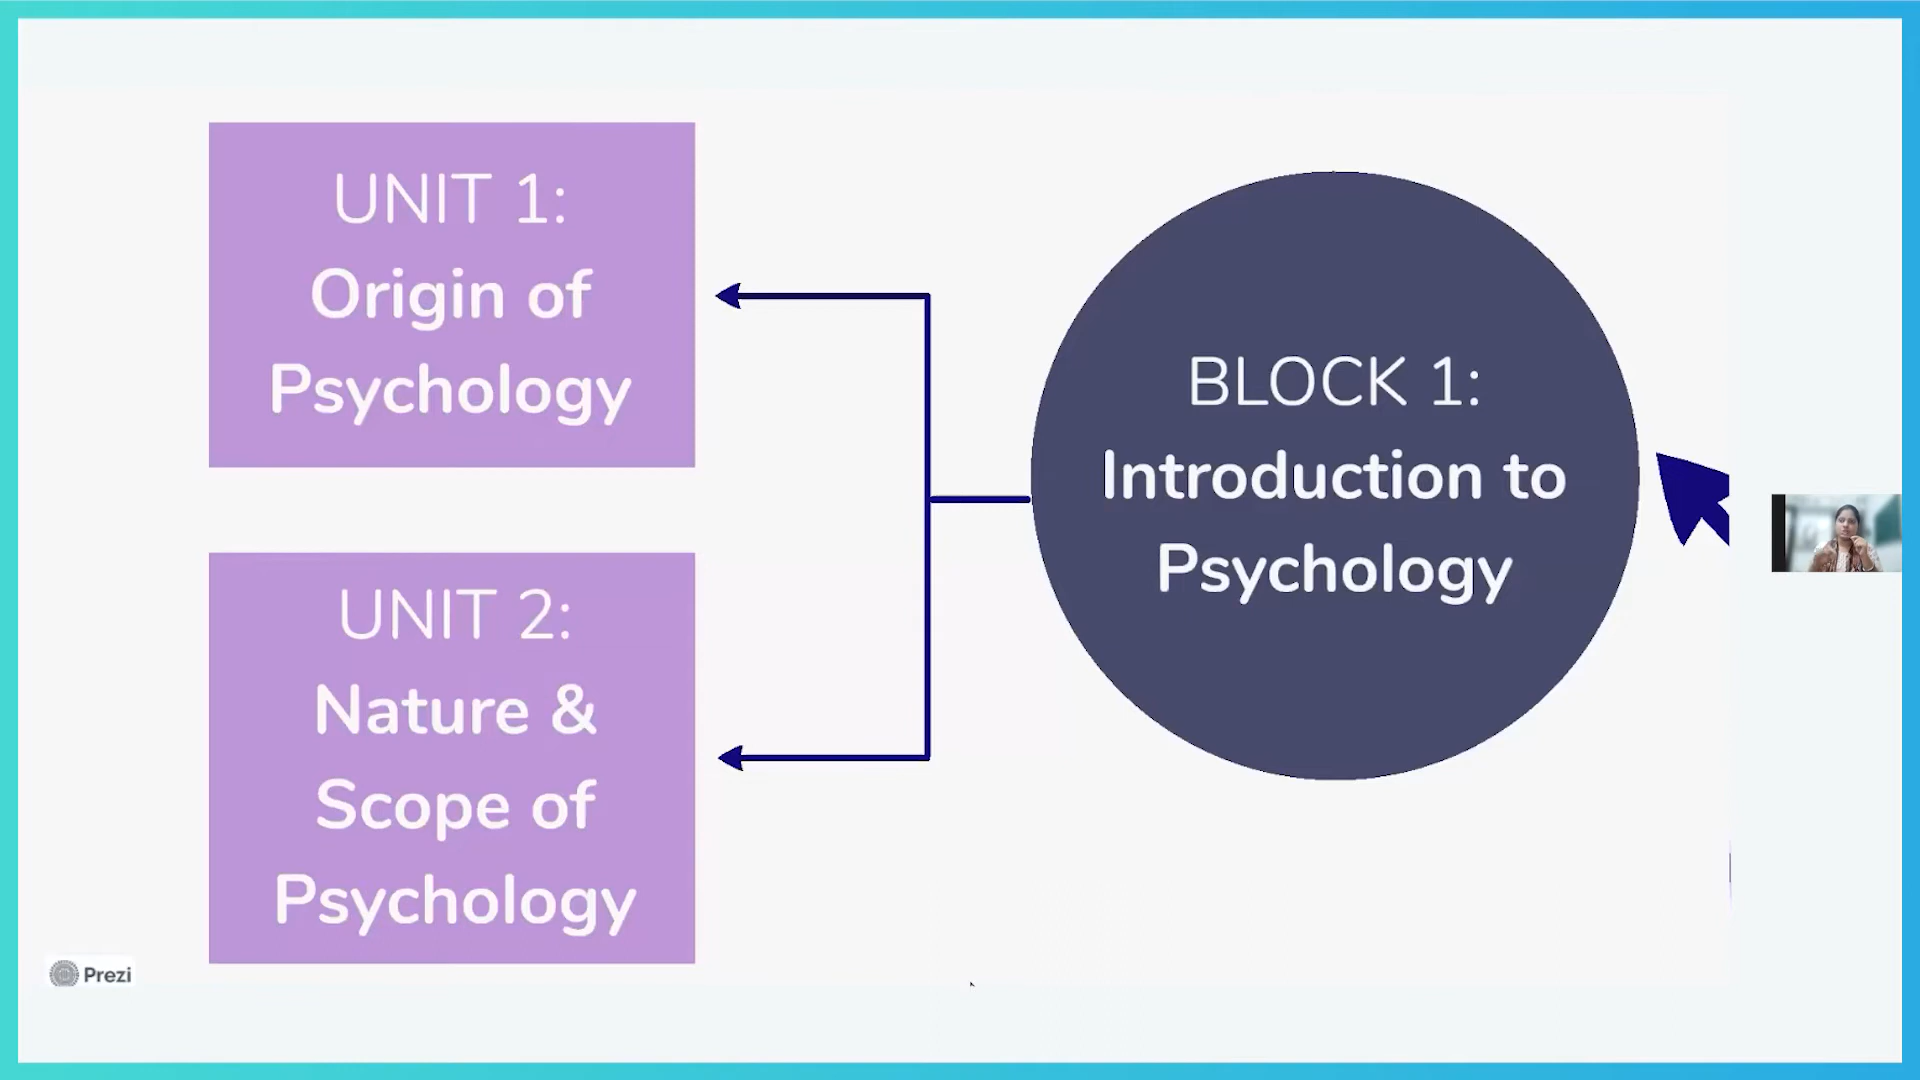 UNIT 1:
Origin of
Psychology
UNIT 2:
Nature &
Scope of
Psychology
BLOCK 1:
Introduction to
Psychology
Prezi